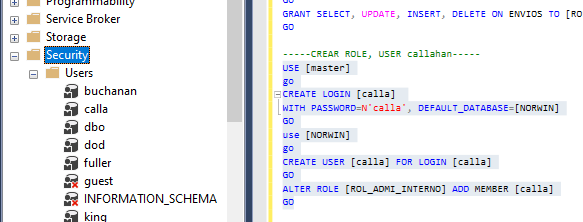 Programmability
Service Broker
Storage
Security
Users
buchanan
calla
dbo
dod
fuller
guest
INFORMATION_SCHEMA
king
GO
GRANT SELECT, UPDATE, INSERT, DELETE ON ENVIOS TO [RO
GO
-----CREAR ROLE, USER callahan-----
USE [master]
go
CREATE LOGIN [calla]
WITH PASSWORD=N'calla', DEFAULT_DATABASE=[NORWIN]
GO
use [NORWIN]
go
CREATE USER [calla] FOR LOGIN [calla]
GO
ALTER ROLE [ROL_ADMI_INTERNO] ADD MEMBER [calla]
GO